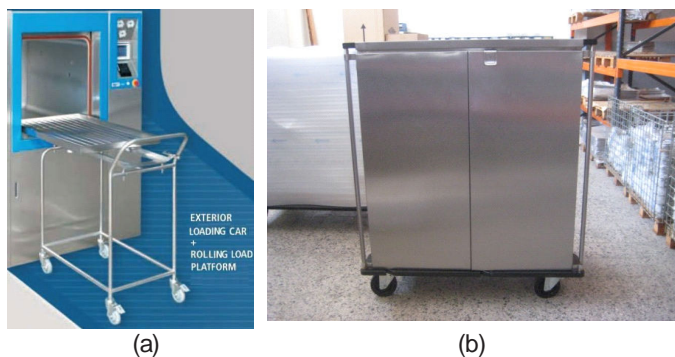 EXTERIOR
LOADING CAR
+
ROLLING LOAD
PLATFORM
(a)
(b)